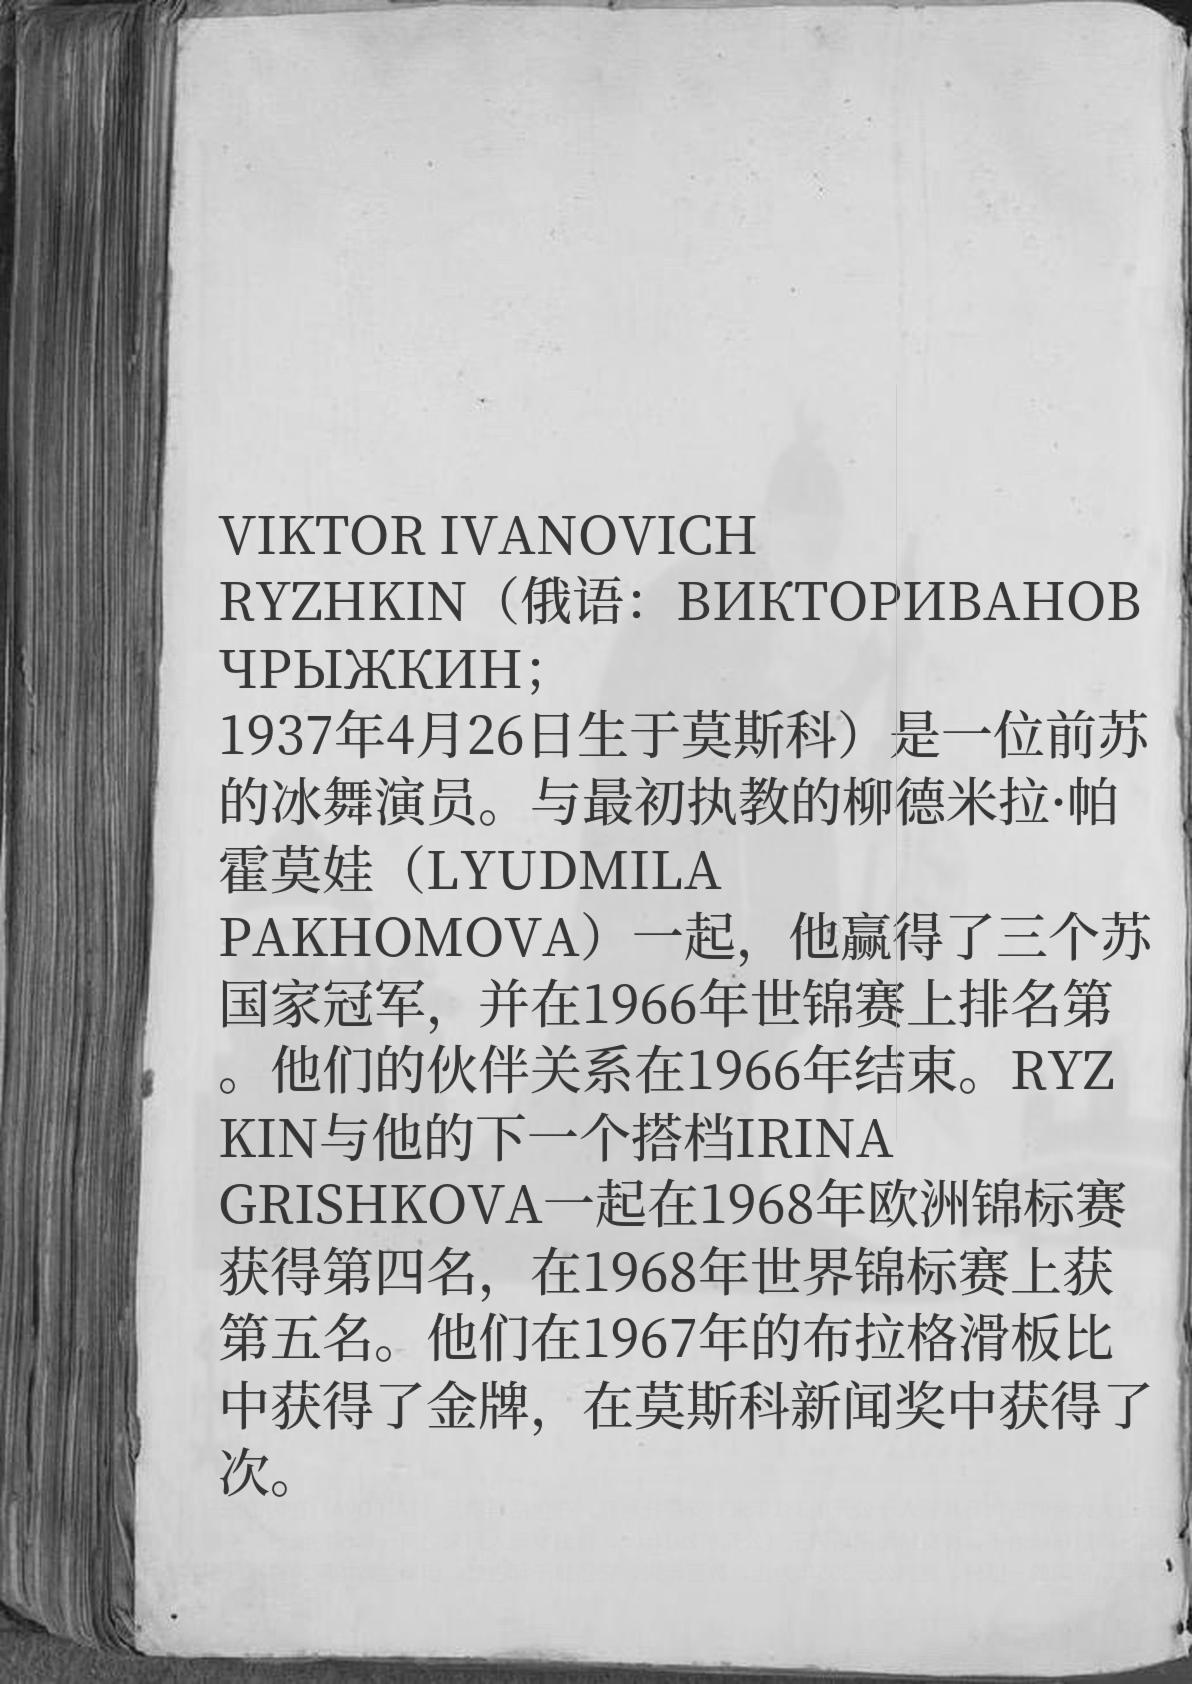 VIKTOR IVANOVICH
RYZHKIN（俄语：ВИКТОРИВАНОВ
ЧРЫЖКИН；
1937年4月26日生于莫斯科）是一位前苏
的冰舞演员。与最初执教的柳德米拉·帕
霍莫娃（LYUDMILA
PAKHOMOVA）一起，他赢得了三个苏
国家冠军，并在1966年世锦赛上排名第
。他们的伙伴关系在1966年结束。RYZ
KIN与他的下一个搭档IRINA
GRISHKOVA一起在1968年欧洲锦标赛
获得第四名，在1968年世界锦标赛上获
第五名。他们在1967年的布拉格滑板比
中获得了金牌，在莫斯科新闻奖中获得了
次。